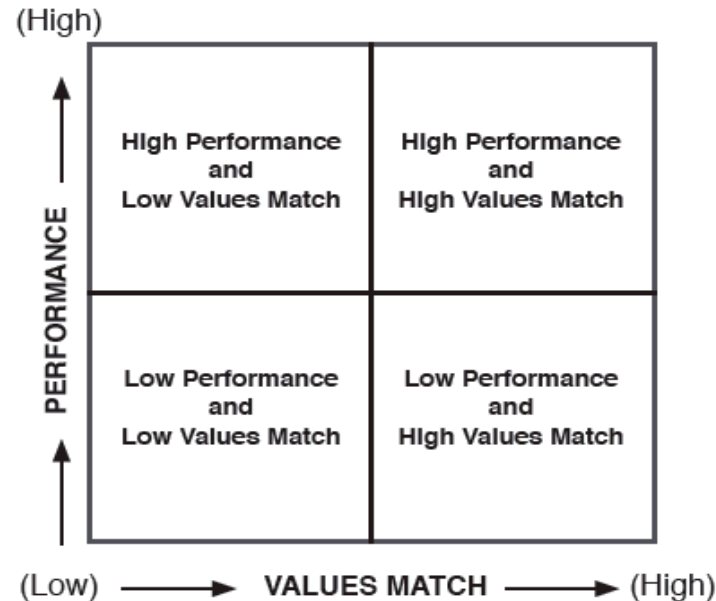 (High)
HIgh Performance
and
Low Values Match
HIgh Performance
and
HIgh Values Match
PERFORMANCE
Low Performance
and
Low Values Match
Low Performance
and
HIgh Values Match
(Low)
VALUES MATCH
(High)